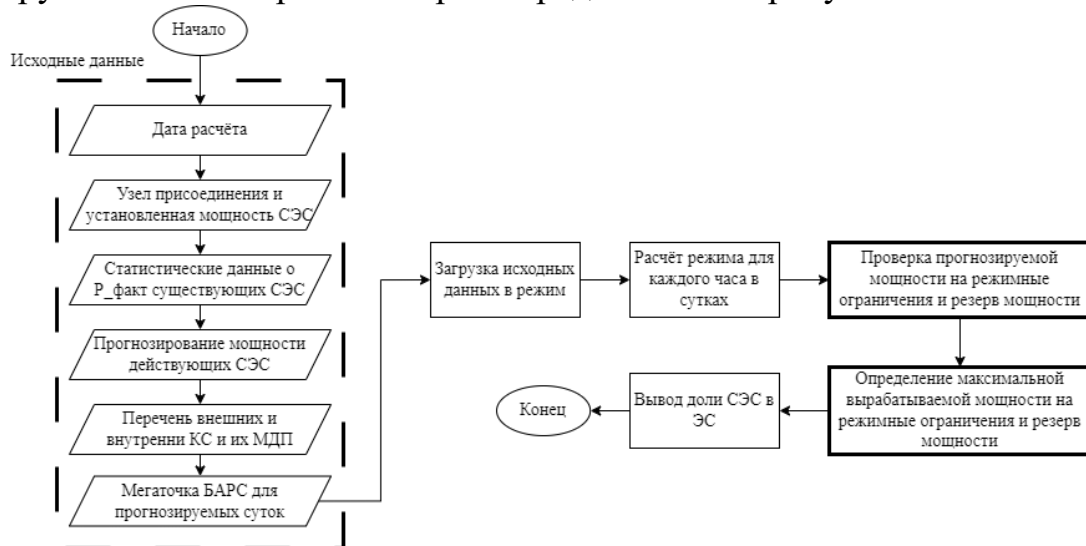 Начало
Исходные данные
Дата расчёта
Узел присоединения и
установленная мощность СЭС
Статистические данные о
P_факт существующих СЭС
Прогнозирование мощности
действующих СЭС
Перечень внешних и
внутренни КС и их МДП
Мегаточка БАРС для
прогнозируемых суток
Загрузка исходных
данных в режим
Расчёт режима для
каждого часа в
сутках
Проверка прогнозируемой
мощности на режимные
ограничения и резерв мощности
Определение максимальной
вырабатываемой мощности на
режимные ограничения и резерв
мощности
Вывод доли СЭС в
ЭС
Конец